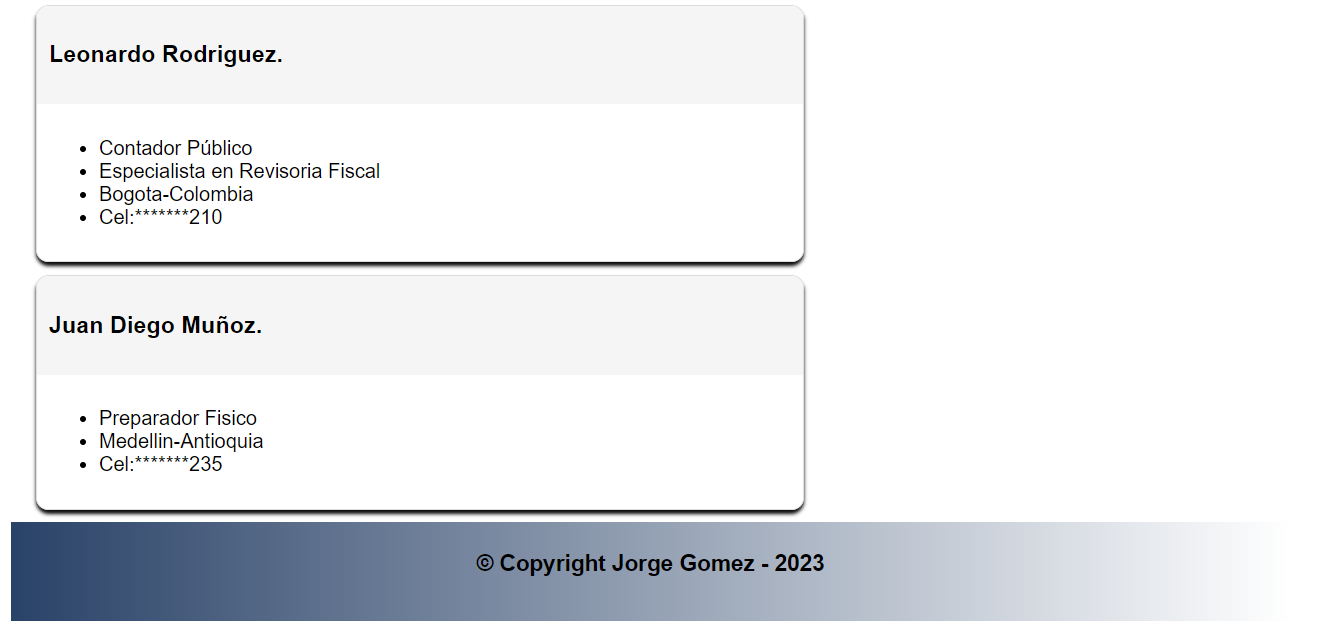 Leonardo Rodriguez.
• Contador Público
• Especialista en Revisoria Fiscal
• Bogota-Colombia
• Cel:*******210
Juan Diego Muñoz.
• Preparador Fisico
• Medellin-Antioquia
• Cel:*******235
© Copyright Jorge Gomez - 2023